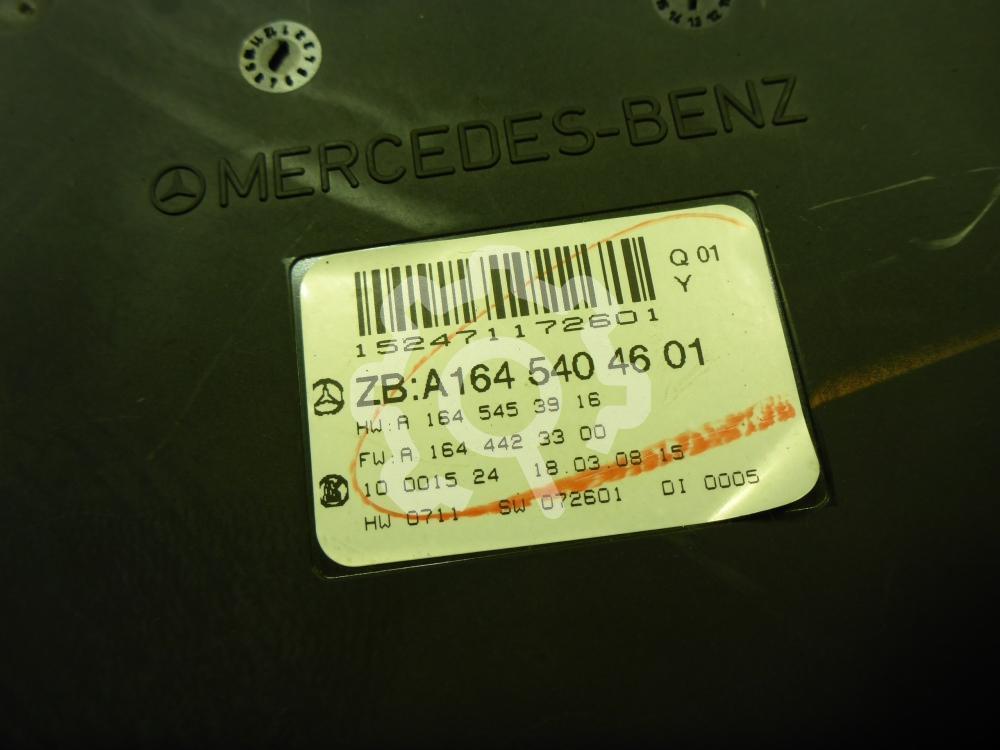 MERCEDES-BENZ
Q 01
Y
152471172601
ZB:A164 540 46 01
HW:A 164 545 39 16
FW:A 164 442 33 00
10 0015 24 18.03.08 15
HW 0711 SW 072601 DI 0005